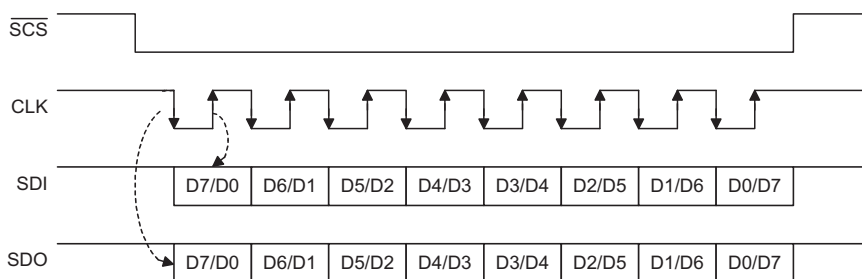 SCS
CLK
SDI D7/D0 D6/D1 D5/D2 D4/D3 D3/D4 D2/D5 D1/D6 D0/D7
SDO D7/D0 D6/D1 D5/D2 D4/D3 D3/D4 D2/D5 D1/D6 D0/D7